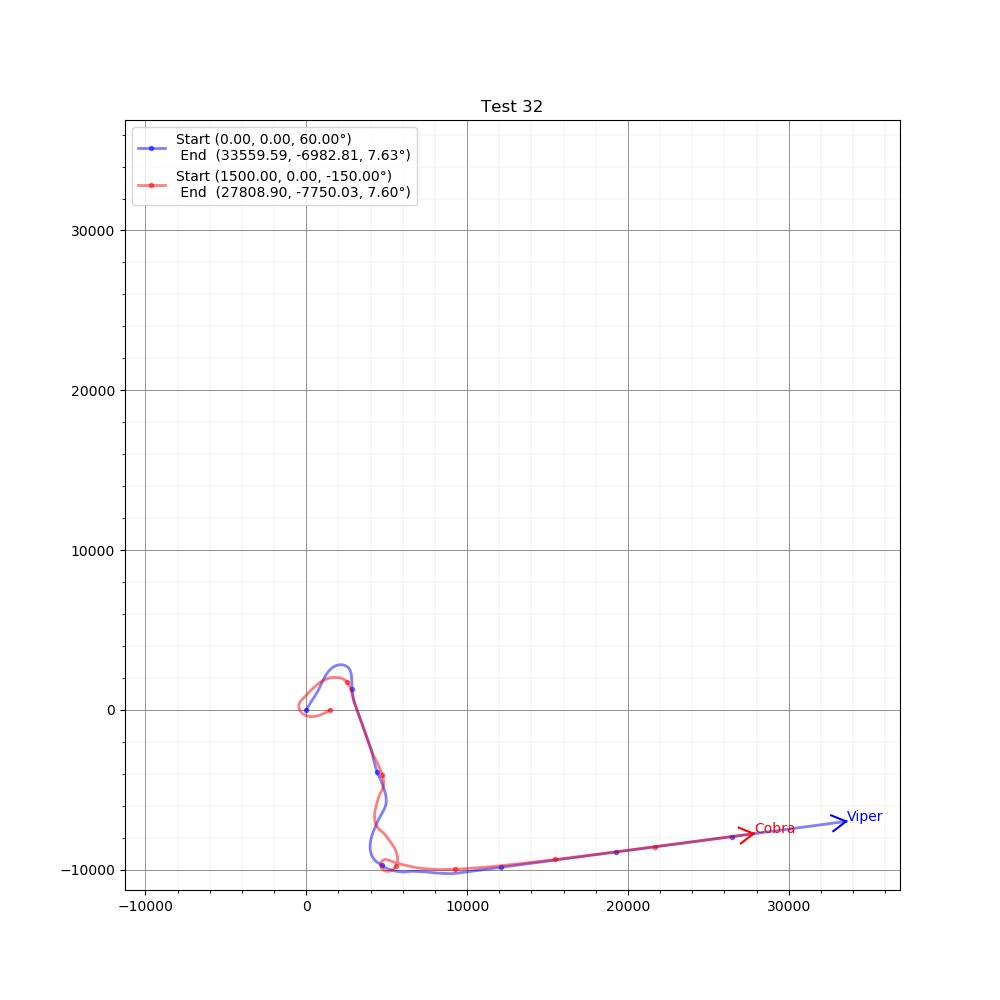 Test 32
Start (0.00, 0.00, 60.00°)
End  (33559.59, -6982.81, 7.63°)
Start (1500.00, 0.00, -150.00°)
End  (27808.90, -7750.03, 7.60°)
30000
20000
10000
0
−10000
Viper
Cobra
−10000 0 10000 20000 30000